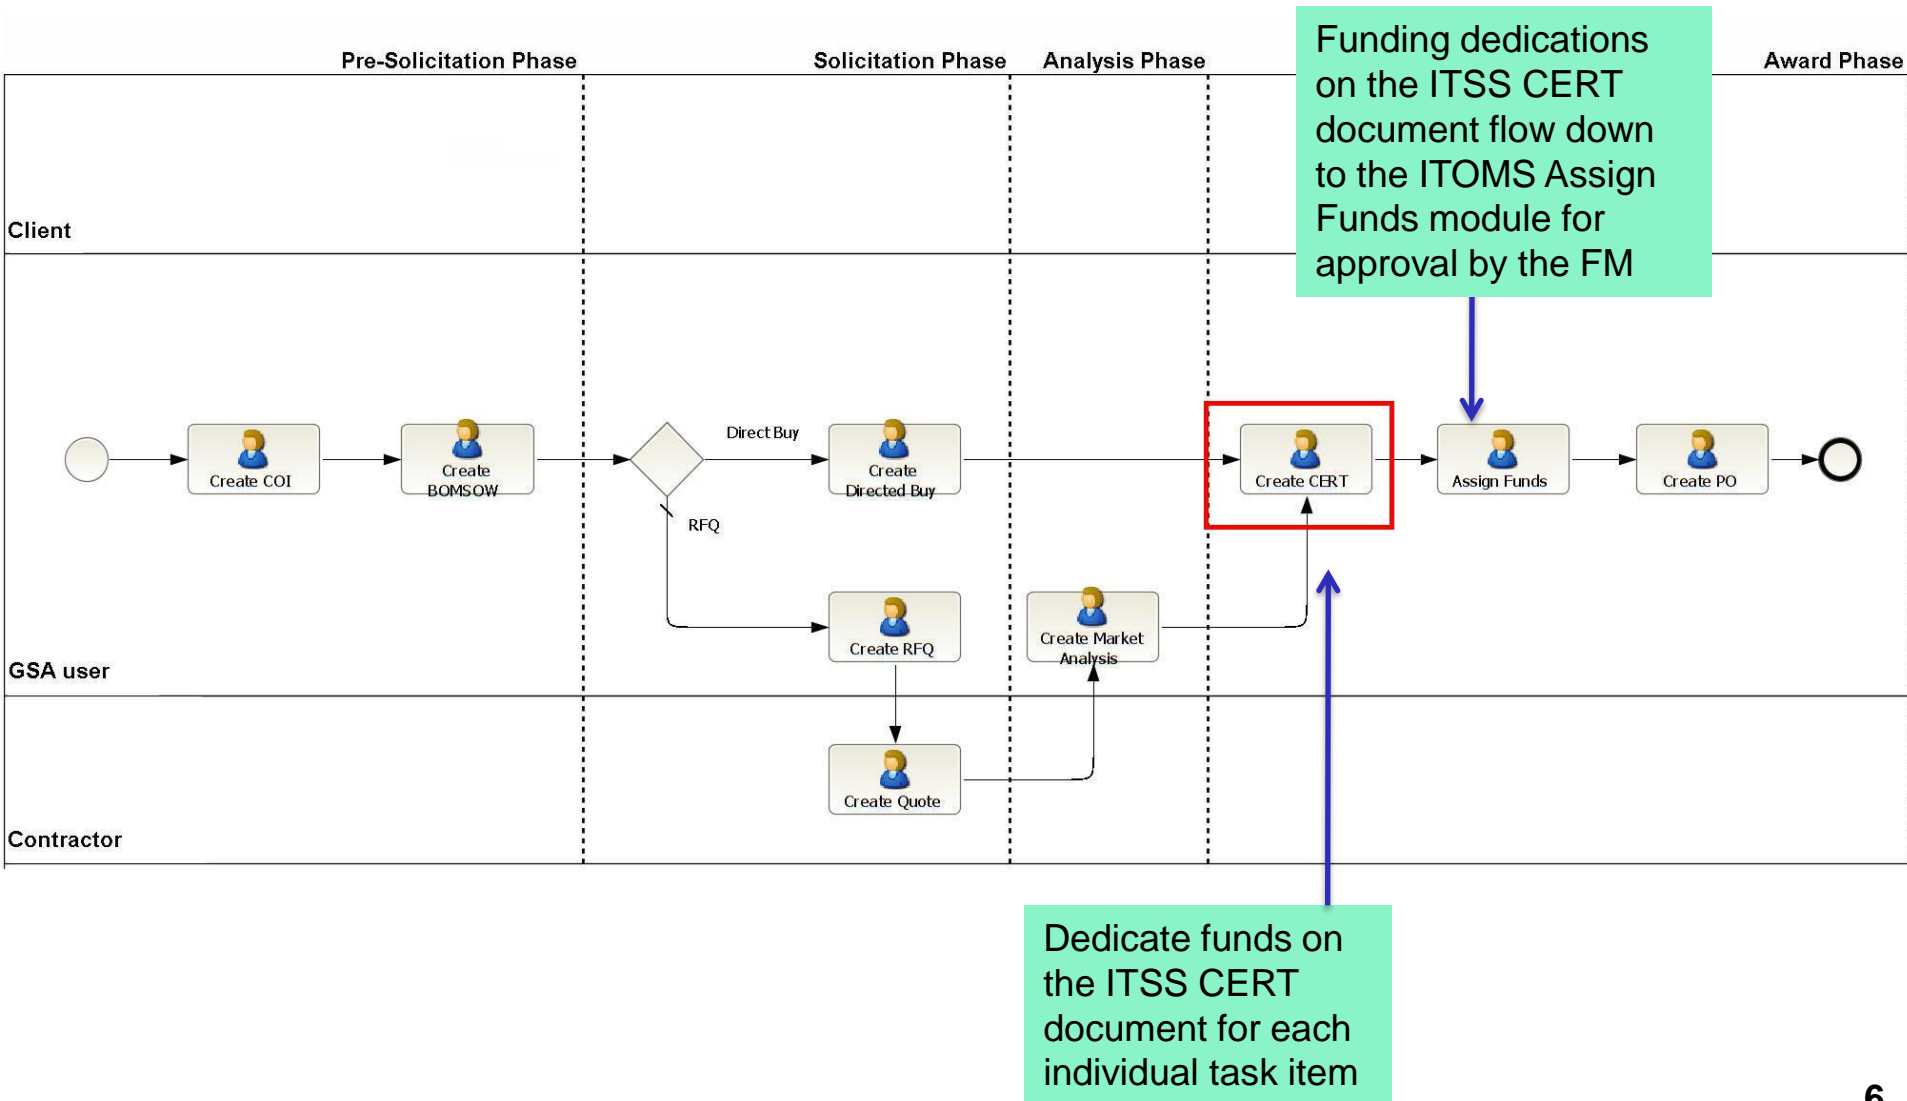 Pre-Solicitation Phase
Solicitation Phase
Analysis Phase
Award Phase
Funding dedications
on the ITSS CERT
document flow down
to the ITOMS Assign
Funds module for
approval by the FM
Client
Create COI
Create
BOMSOW
Direct Buy
Create
Directed Buy
Create CERT
Assign Funds
Create PO
RFQ
Create RFQ
Create Market
Analysis
GSA user
Create Quote
Contractor
Dedicate funds on
the ITSS CERT
document for each
individual task item
6